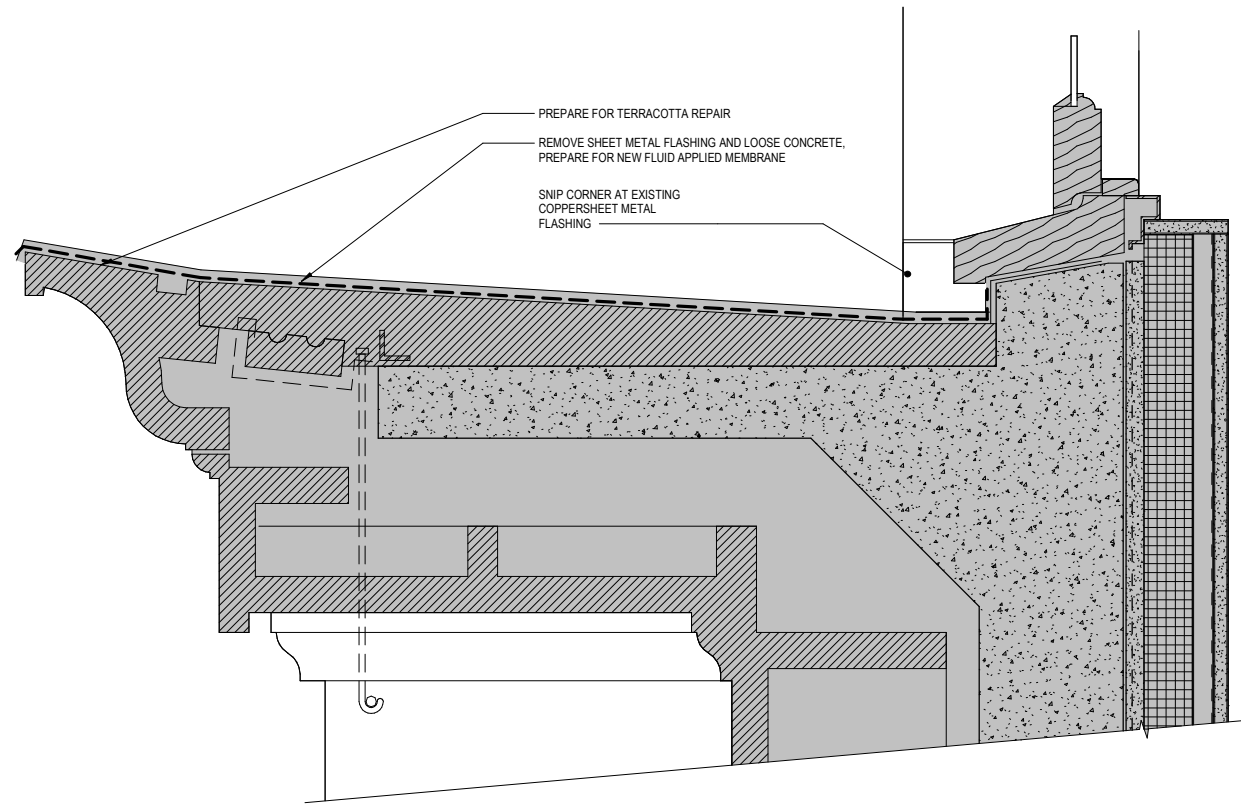 PREPARE FOR TERRACOTTA REPAIR
REMOVE SHEET METAL FLASHING AND LOOSE CONCRETE,
PREPARE FOR NEW FLUID APPLIED MEMBRANE
SNIP CORNER AT EXISTING
COPPERSHEET METAL
FLASHING